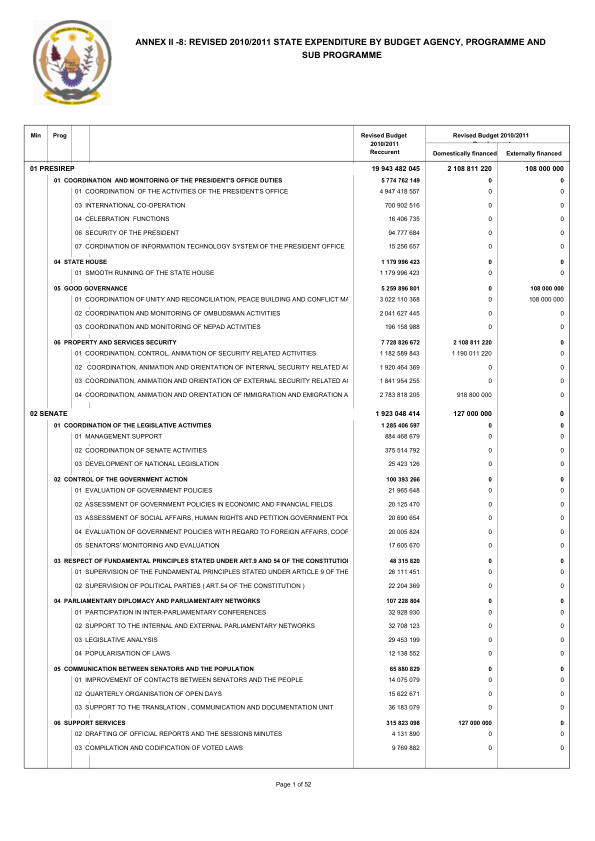 ANNEX II -8: REVISED 2010/2011 STATE EXPENDITURE BY BUDGET AGENCY, PROGRAMME AND
SUB PROGRAMME
Min Prog Revised Budget 2010/2011 Reccurent Revised Budget 2010/2011
Domestically financed Externally financed
01 PRESIREP 19 943 482 045 2 108 811 220 108 000 000
01 COORDINATION AND MONITORING OF THE PRESIDENT'S OFFICE DUTIES 5 774 762 149 0 0
01 COORDINATION OF THE ACTIVITIES OF THE PRESIDENT'S OFFICE 4 947 418 557 0 0
03 INTERNATIONAL CO-OPERATION 700 902 516 0 0
04 CELEBRATION FUNCTIONS 16 406 735 0 0
06 SECURITY OF THE PRESIDENT 94 777 684 0 0
07 CORDINATION OF INFORMATION TECHNOLOGY SYSTEM OF THE PRESIDENT OFFICE 15 256 657 0 0
04 STATE HOUSE 1 179 996 423 0 0
01 SMOOTH RUNNING OF THE STATE HOUSE 1 179 996 423 0 0
05 GOOD GOVERNANCE 5 259 896 801 0 108 000 000
01 COORDINATION OF UNITY AND RECONCILIATION, PEACE BUILDING AND CONFLICT MA 3 022 110 368 0 108 000 000
02 COORDINATION AND MONITORING OF OMBUDSMAN ACTIVITIES 2 041 627 445 0 0
03 COORDINATION AND MONITORING OF NEPAD ACTIVITIES 196 158 988 0 0
06 PROPERTY AND SERVICES SECURITY 7 728 826 672 2 108 811 220 0
01 COORDINATION, CONTROL, ANIMATION OF SECURITY RELATED ACTIVITIES 1 182 589 843 1 190 011 220 0
02 COORDINATION, ANIMATION AND ORIENTATION OF INTERNAL SECURITY RELATED AC 1 920 464 369 0 0
03 COORDINATION, ANIMATION AND ORIENTATION OF EXTERNAL SECURITY RELATED AC 1 841 954 255 0 0
04 COORDINATION, ANIMATION AND ORIENTATION OF IMMIGRATION AND EMIGRATION A 2 783 818 205 918 800 000 0
02 SENATE 1 923 048 414 127 000 000 0
01 COORDINATION OF THE LEGISLATIVE ACTIVITIES 1 285 406 597 0 0
01 MANAGEMENT SUPPORT 884 468 679 0 0
02 COORDINATION OF SENATE ACTIVITIES 375 514 792 0 0
03 DEVELOPMENT OF NATIONAL LEGISLATION 25 423 126 0 0
02 CONTROL OF THE GOVERNMENT ACTION 100 393 266 0 0
01 EVALUATION OF GOVERNMENT POLICIES 21 965 648 0 0
02 ASSESSMENT OF GOVERNMENT POLICIES IN ECONOMIC AND FINANCIAL FIELDS 20 125 470 0 0
03 ASSESSMENT OF SOCIAL AFFAIRS, HUMAN RIGHTS AND PETITION GOVERNMENT POL 20 690 654 0 0
04 EVALUATION OF GOVERNMENT POLICIES WITH REGARD TO FOREIGN AFFAIRS, COOF 20 005 824 0 0
05 SENATORS' MONITORING AND EVALUATION 17 605 670 0 0
03 RESPECT OF FUNDAMENTAL PRINCIPLES STATED UNDER ART.9 AND 54 OF THE CONSTITUTIOI 48 315 820 0 0
01 SUPERVISION OF THE FUNDAMENTAL PRINCIPLES STATED UNDER ARTICLE 9 OF THE 26 111 451 0 0
02 SUPERVISION OF POLITICAL PARTIES ( ART.54 OF THE CONSTITUTION ) 22 204 369 0 0
04 PARLIAMENTARY DIPLOMACY AND PARLIAMENTARY NETWORKS 107 228 804 0 0
01 PARTICIPATION IN INTER-PARLIAMENTARY CONFERENCES 32 928 930 0 0
02 SUPPORT TO THE INTERNAL AND EXTERNAL PARLIAMENTARY NETWORKS 32 708 123 0 0
03 LEGISLATIVE ANALYSIS 29 453 199 0 0
04 POPULARISATION OF LAWS 12 138 552 0 0
05 COMMUNICATION BETWEEN SENATORS AND THE POPULATION 65 880 829 0 0
01 IMPROVEMENT OF CONTACTS BETWEEN SENATORS AND THE PEOPLE 14 075 079 0 0
02 QUARTERLY ORGANISATION OF OPEN DAYS 15 622 671 0 0
03 SUPPORT TO THE TRANSLATION , COMMUNICATION AND DOCUMENTATION UNIT 36 183 079 0 0
06 SUPPORT SERVICES 315 823 098 127 000 000 0
02 DRAFTING OF OFFICIAL REPORTS AND THE SESSIONS MINUTES 4 131 890 0 0
03 COMPILATION AND CODIFICATION OF VOTED LAWS 9 769 882 0 0
Page 1 of 52